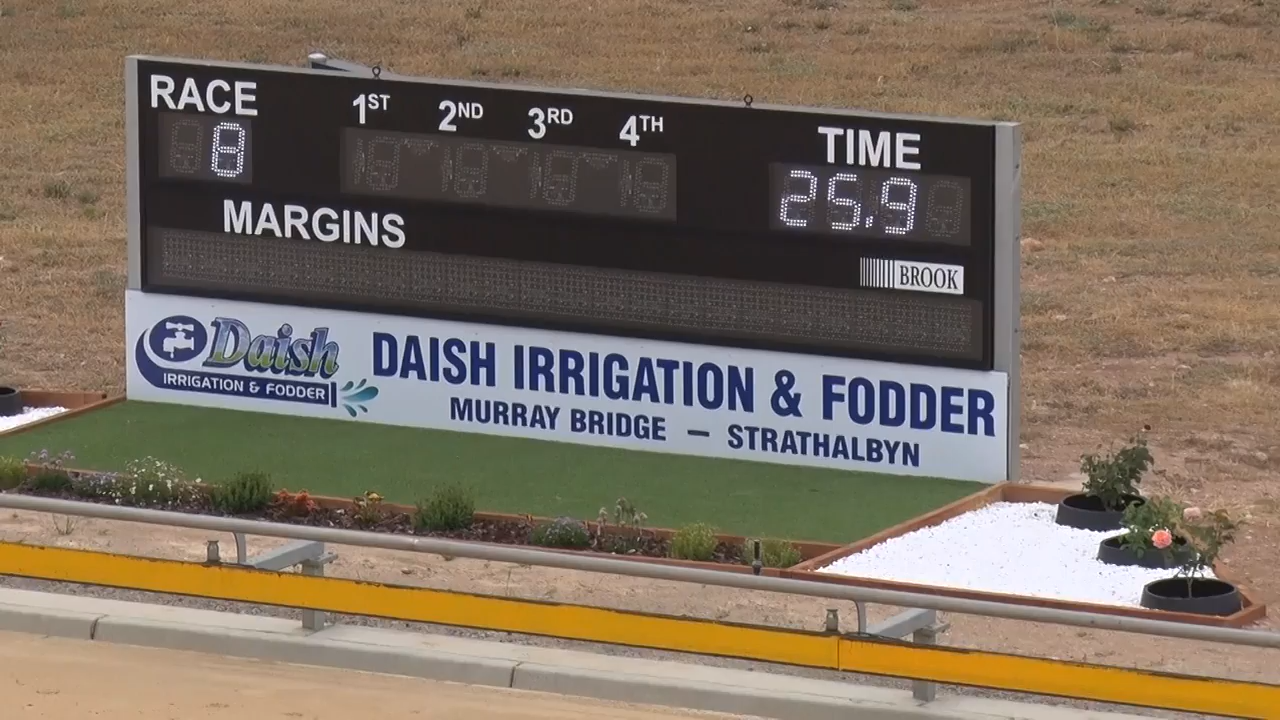 RACE 1ST 2ND 3RD 4TH TIME
8 25.9
MARGINS
BROOK
Daish
IRRIGATION & FODDER
DAISH IRRIGATION & FODDER
MURRAY BRIDGE – STRATHALBYN